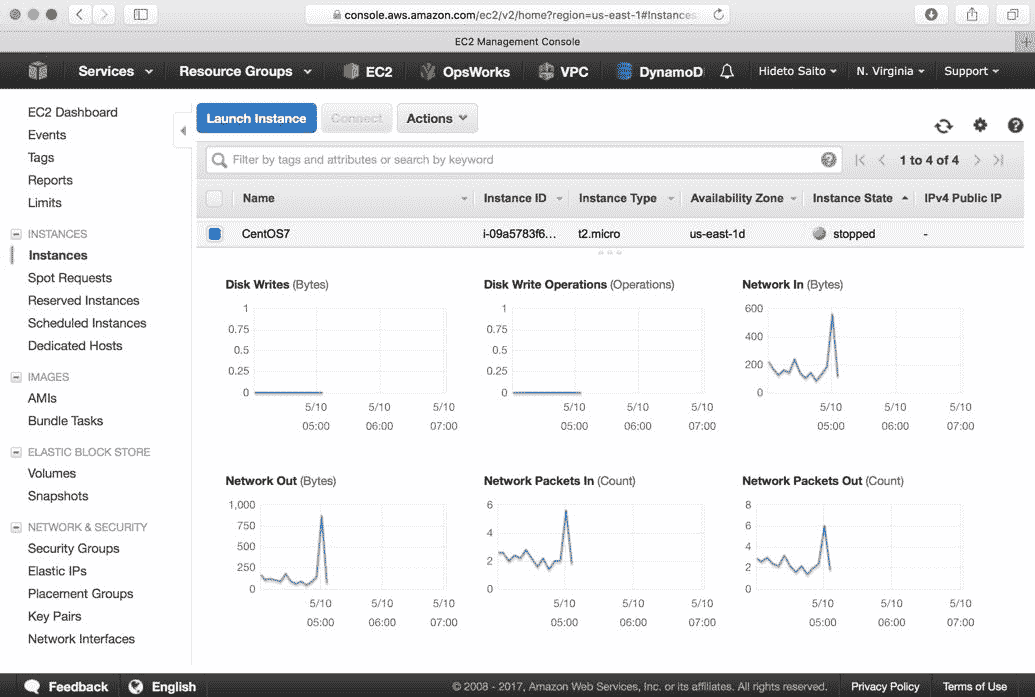 console.aws.amazon.com/ec2/v2/home?region=us-east-1#Instances:
EC2 Management Console
Services Resource Groups EC2 OpsWorks VPC DynamoD Hideto Saito N. Virginia Support
EC2 Dashboard
Events
Tags
Reports
Limits
INSTANCES
Instances
Spot Requests
Reserved Instances
Scheduled Instances
Dedicated Hosts
IMAGES
AMIs
Bundle Tasks
ELASTIC BLOCK STORE
Volumes
Snapshots
NETWORK & SECURITY
Security Groups
Elastic IPs
Placement Groups
Key Pairs
Network Interfaces
Launch Instance Connect Actions
Filter by tags and attributes or search by keyword 1 to 4 of 4
Name Instance ID Instance Type Availability Zone Instance State IPv4 Public IP
CentOS7 i-09a5783f6... t2.micro us-east-1d stopped -
Disk Writes (Bytes)
1
0.75
0.5
0.25
0
5/10 5/10 5/10
05:00 06:00 07:00
Disk Write Operations (Operations)
1
0.75
0.5
0.25
0
5/10 5/10 5/10
05:00 06:00 07:00
Network In (Bytes)
600
400
200
0
5/10 5/10 5/10
05:00 06:00 07:00
Network Out (Bytes)
1,000
750
500
250
0
5/10 5/10 5/10
05:00 06:00 07:00
Network Packets In (Count)
6
4
2
0
5/10 5/10 5/10
05:00 06:00 07:00
Network Packets Out (Count)
8
6
4
2
0
5/10 5/10 5/10
05:00 06:00 07:00
Feedback English © 2008 - 2017, Amazon Web Services, Inc. or its affiliates. All rights reserved. Privacy Policy Terms of Use